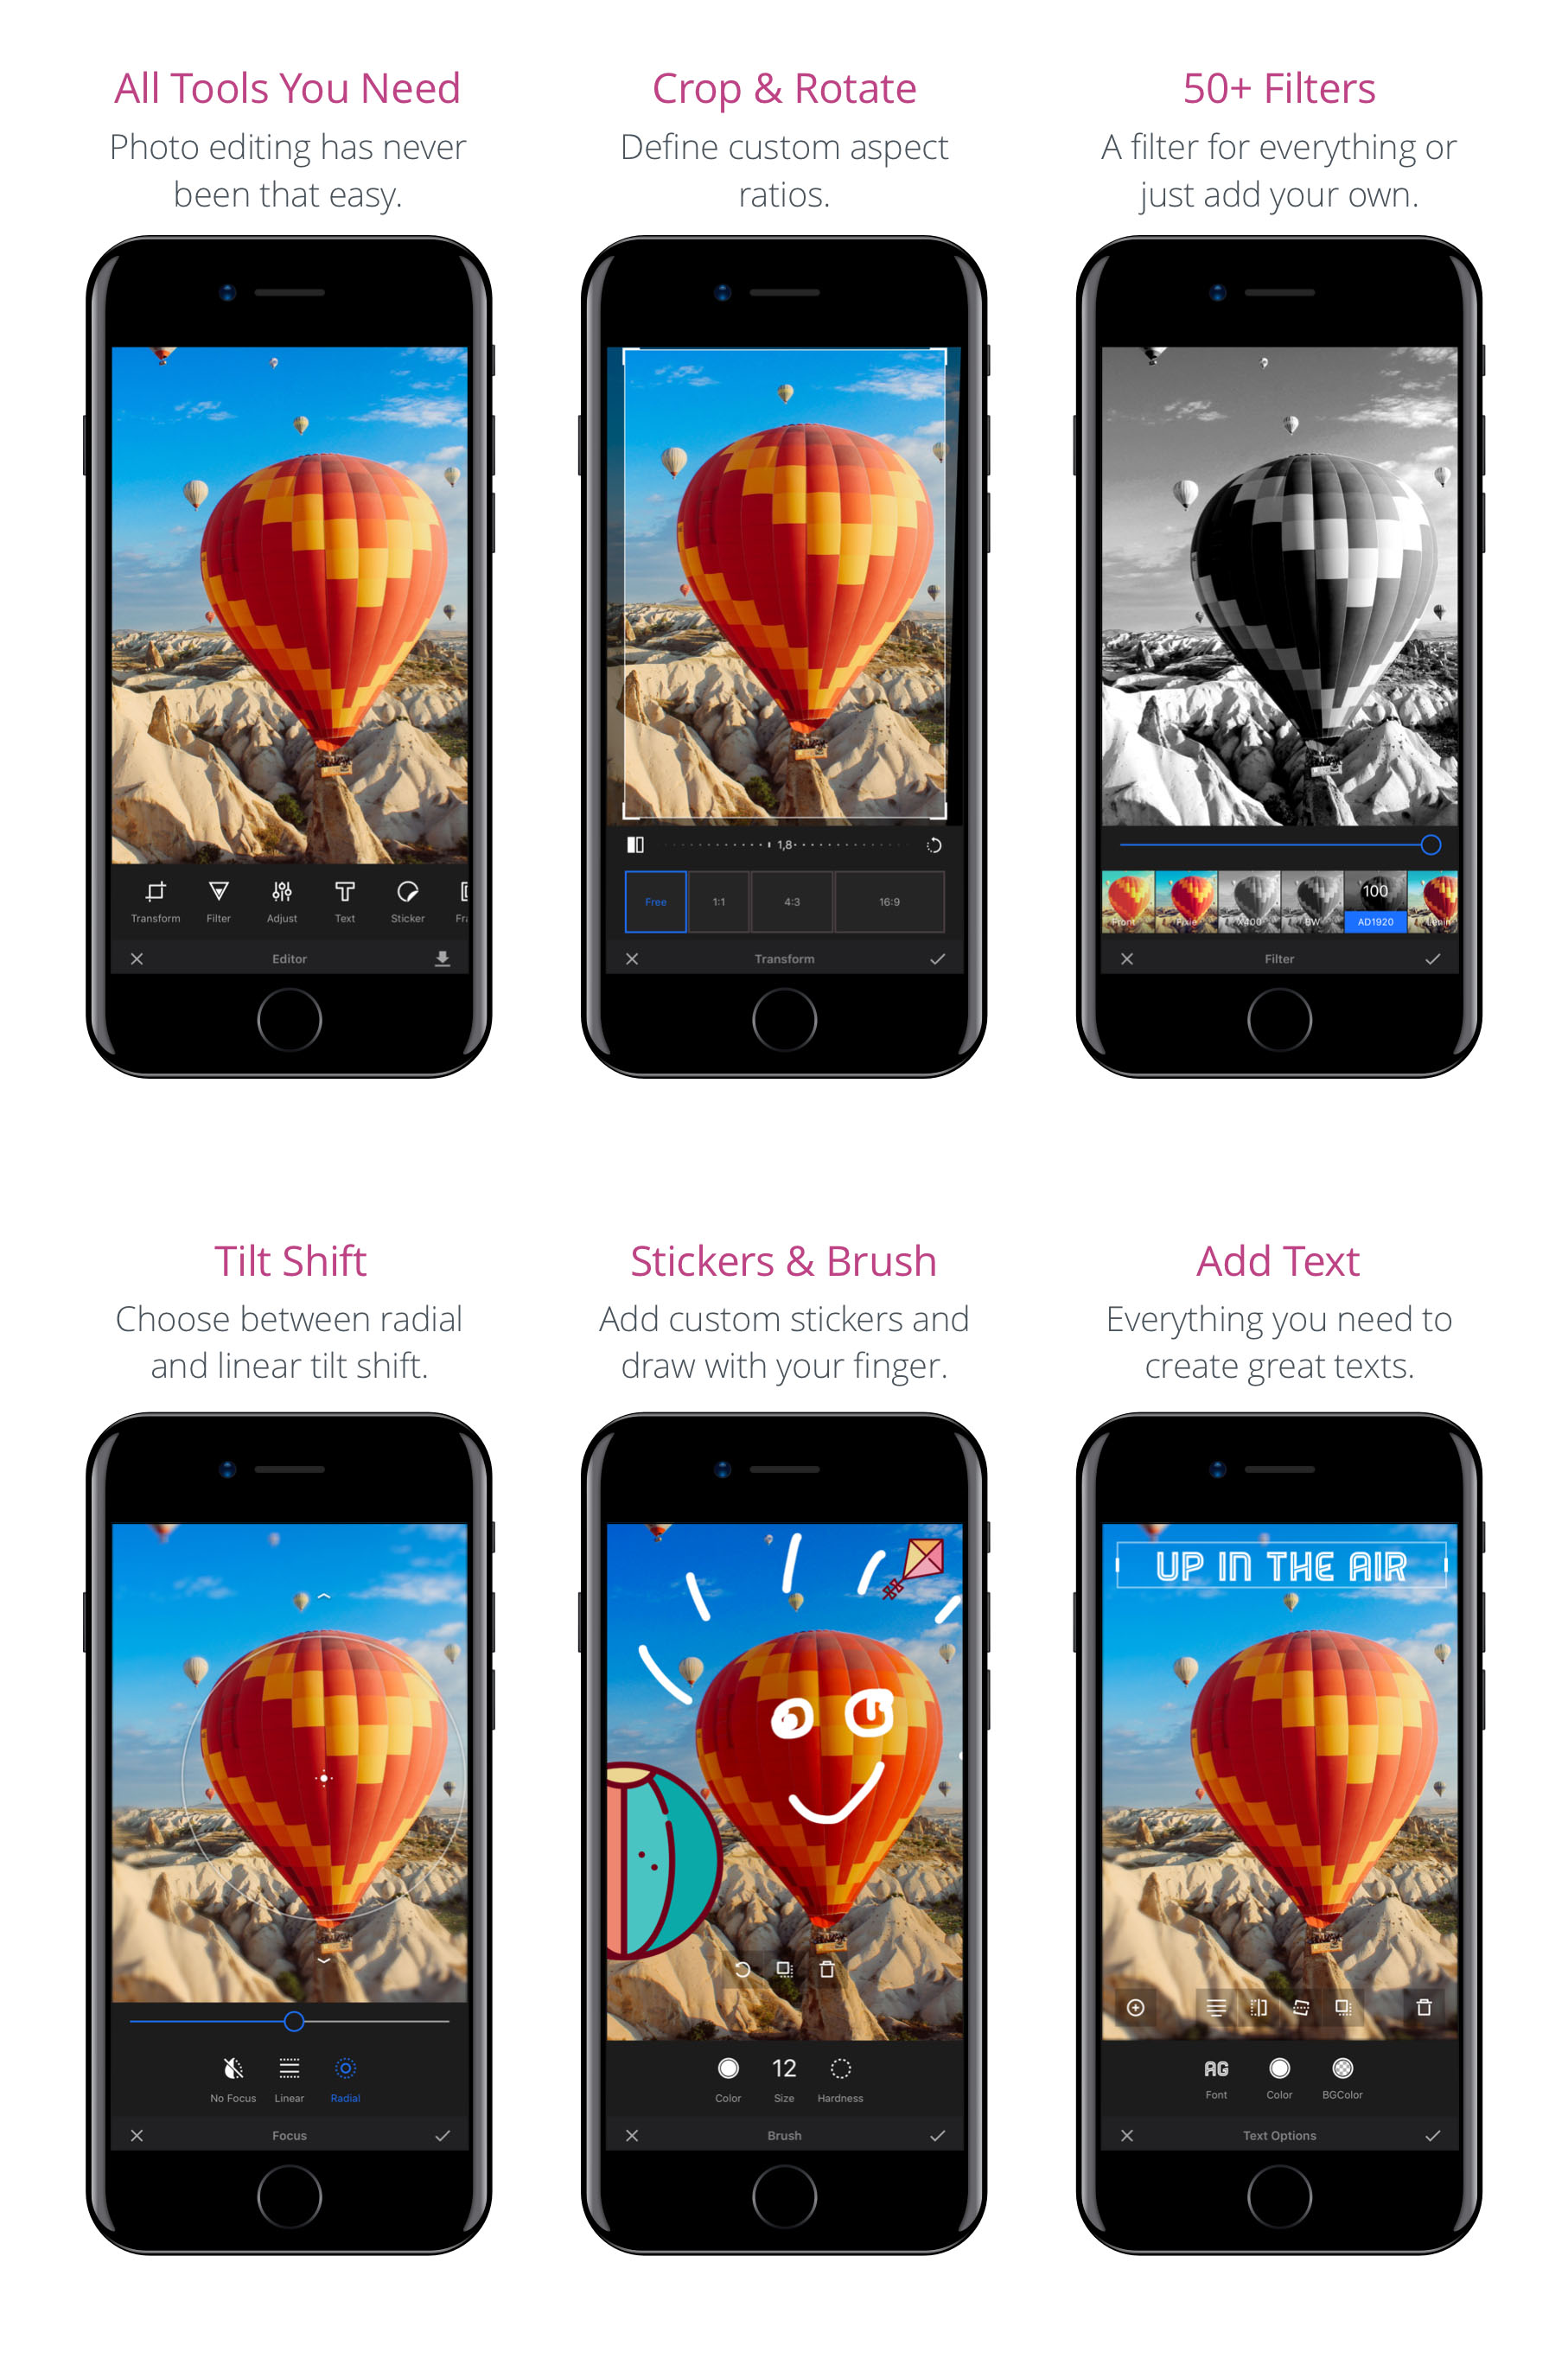 All Tools You Need
Photo editing has never
been that easy.
Transform Filter Adjust Text Sticker Fra
Editor
Crop & Rotate
Define custom aspect
ratios.
1,8
Free 1:1 4:3 16:9
Transform
50+ Filters
A filter for everything or
just add your own.
100
Front Fixie X400 BW AD1920 Lenin
Filter
Tilt Shift
Choose between radial
and linear tilt shift.
No Focus Linear Radial
Focus
Stickers & Brush
Add custom stickers and
draw with your finger.
12
Color Size Hardness
Brush
Add Text
Everything you need to
create great texts.
UP IN THE AIR
AG
Font Color BGColor
Text Options